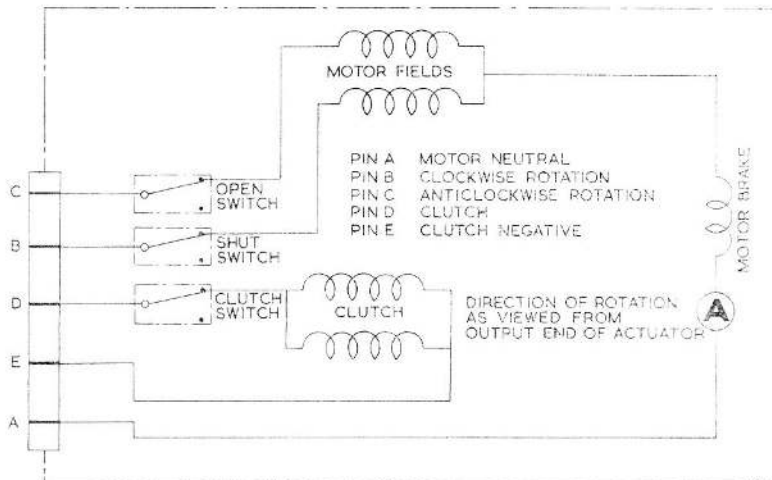 MOTOR FIELDS
PIN A MOTOR NEUTRAL
PIN B CLOCKWISE ROTATION
PIN C ANTICLOCKWISE ROTATION
PIN D CLUTCH
PIN E CLUTCH NEGATIVE
MOTOR BRAKE
C
OPEN
SWITCH
B
SHUT
SWITCH
D
CLUTCH
SWITCH
CLUTCH
DIRECTION OF ROTATION
AS VIEWED FROM
OUTPUT END OF ACTUATOR
A
E
A